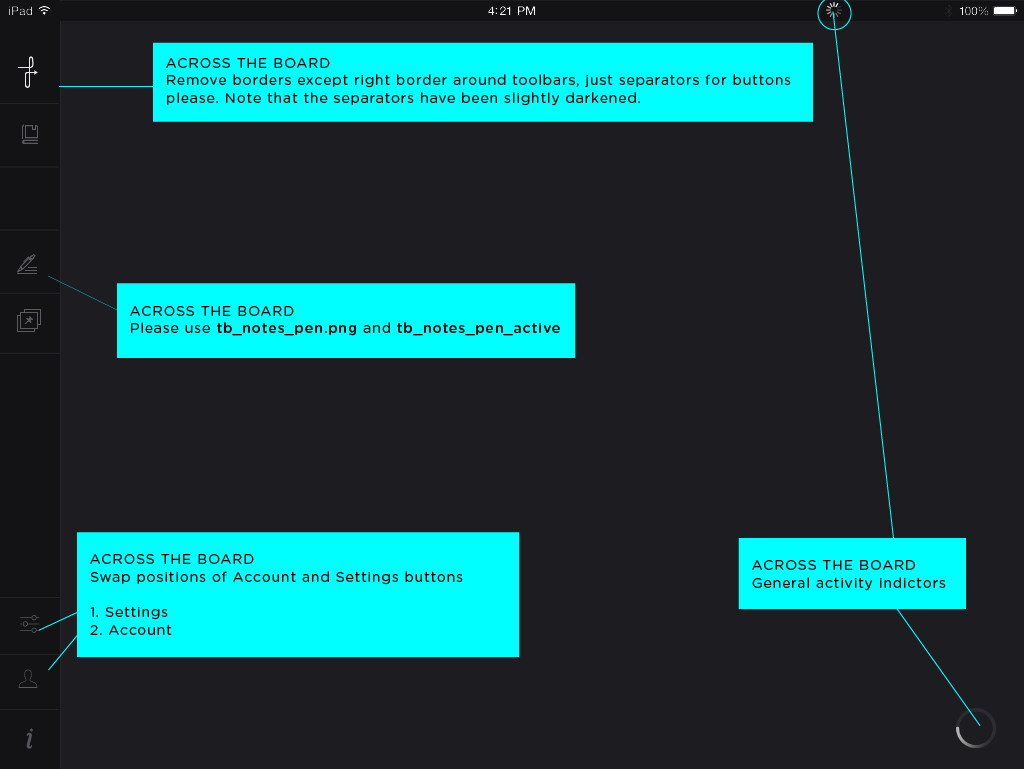 iPad 4:21 PM 100%
ACROSS THE BOARD
Remove borders except right border around toolbars, just separators for buttons
please. Note that the separators have been slightly darkened.
ACROSS THE BOARD
Please use tb_notes_pen.png and tb_notes_pen_active
ACROSS THE BOARD
Swap positions of Account and Settings buttons
1. Settings
2. Account
ACROSS THE BOARD
General activity indictors
i